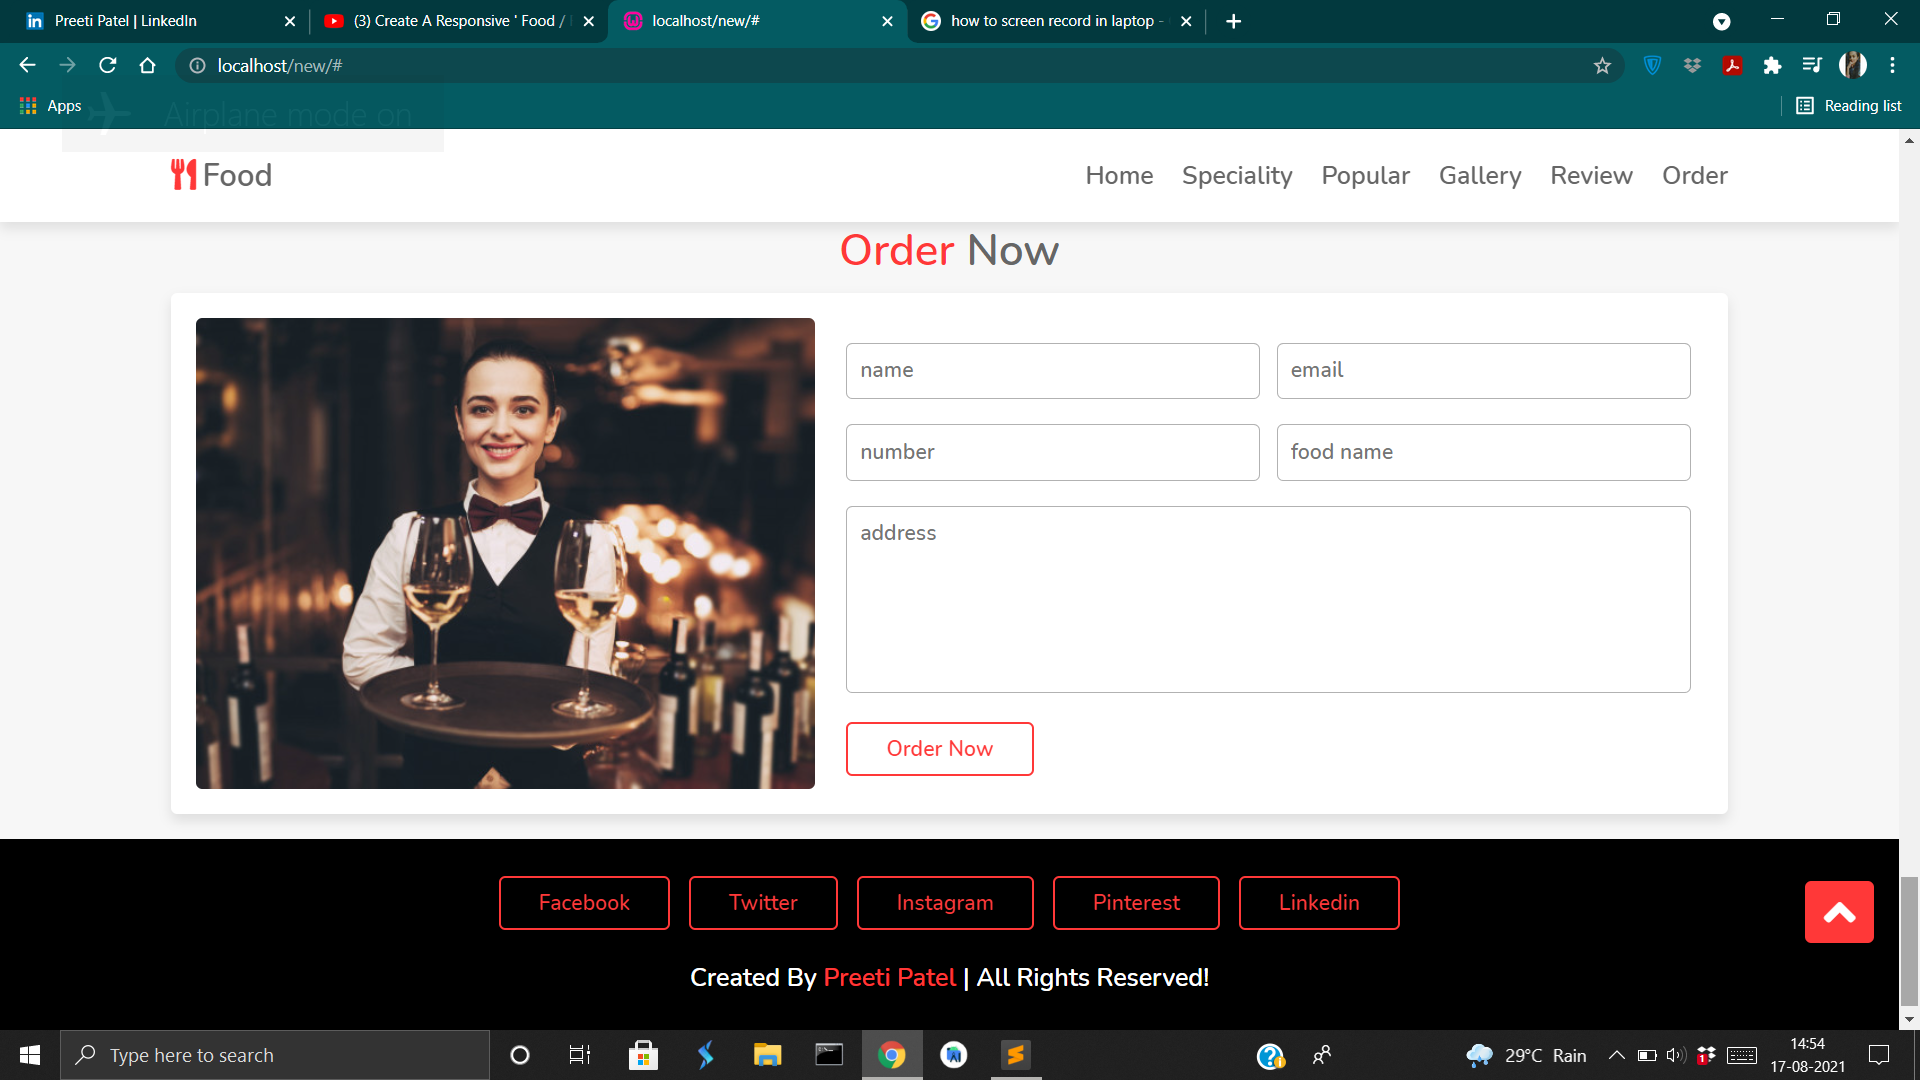 Preeti Patel | LinkedIn
(3) Create A Responsive ' Food /
localhost/new/#
how to screen record in laptop -
localhost/new/#
Apps
Airplane mode on
Reading list
Food
Home Speciality Popular Gallery Review Order
Order Now
name
email
number
food name
address
Order Now
Facebook Twitter Instagram Pinterest Linkedin
Created By Preeti Patel | All Rights Reserved!
Type here to search
29°C Rain
1
14:54
17-08-2021